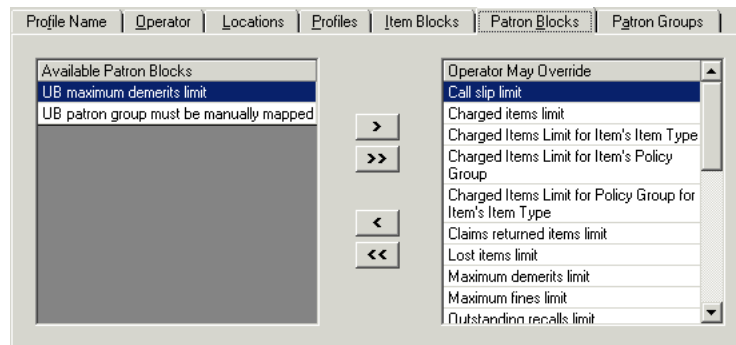 Profile Name Operator Locations Profiles Item Blocks Patron Blocks Patron Groups
Available Patron Blocks
UB maximum demerits limit
UB patron group must be manually mapped
>
>>
<
<<
Operator May Override
Call slip limit
Charged items limit
Charged Items Limit for Item's Item Type
Charged Items Limit for Item's Policy
Group
Charged Items Limit for Policy Group for
Item's Item Type
Claims returned items limit
Lost items limit
Maximum demerits limit
Maximum fines limit
Outstanding recalls limit